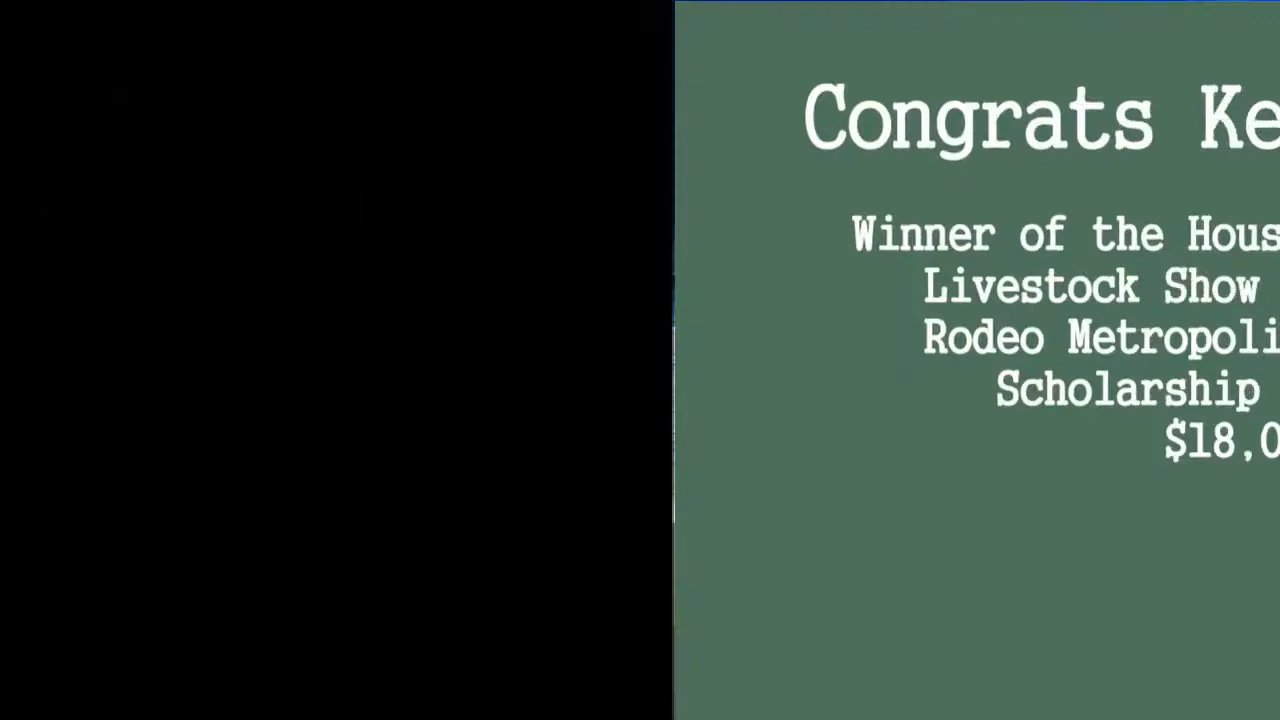 Congrats Ke
Winner of the Hous
Livestock Show
Rodeo Metropoli
Scholarship
$18,0